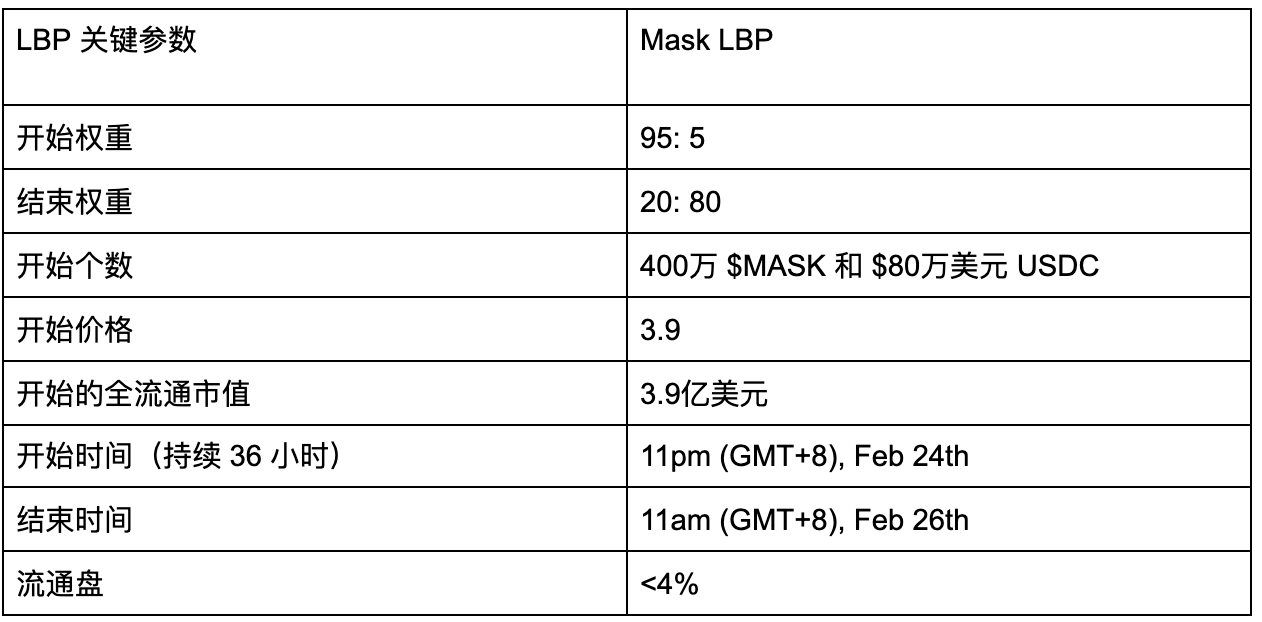 LBP 关键参数 Mask LBP
开始权重 95: 5
结束权重 20: 80
开始个数 400万 $MASK 和 $80万美元 USDC
开始价格 3.9
开始的全流通市值 3.9亿美元
开始时间（持续 36 小时） 11pm (GMT+8), Feb 24th
结束时间 11am (GMT+8), Feb 26th
流通盘 <4%